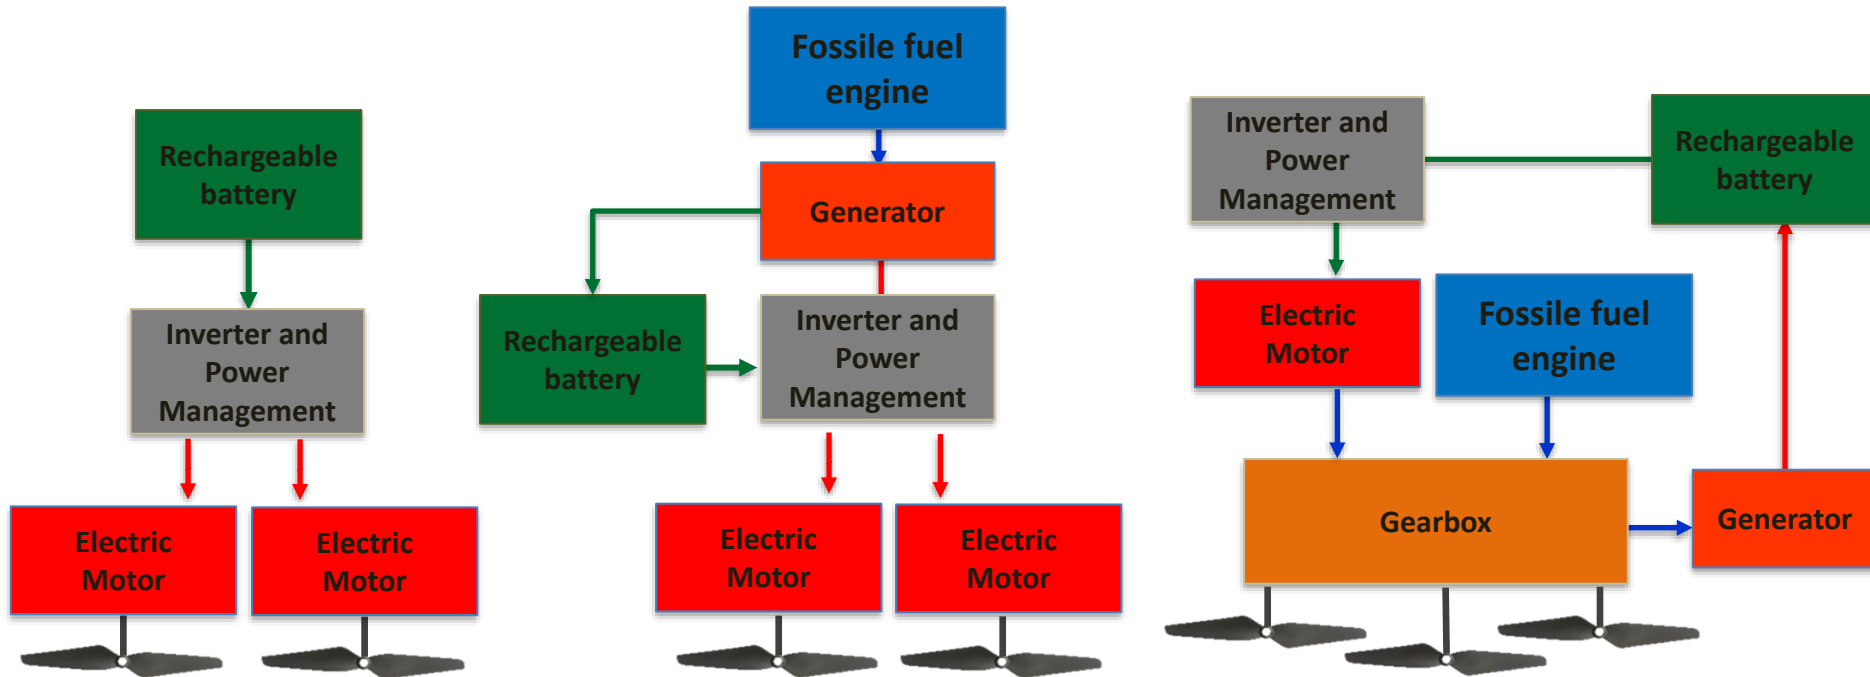 Rechargeable
battery
Inverter and
Power
Management
Electric
Motor
Electric
Motor
Fossile fuel
engine
Generator
Rechargeable
battery
Inverter and
Power
Management
Electric
Motor
Electric
Motor
Inverter and
Power
Management
Rechargeable
battery
Electric
Motor
Fossile fuel
engine
Gearbox
Generator